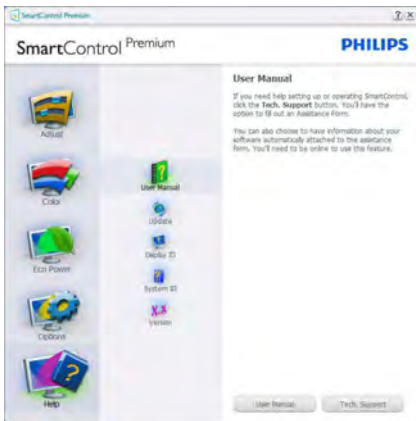 SmartControl Premium
SmartControl Premium
PHILIPS
User Manual
If you need help setting up or operating SmartControl,
click the Tech. Support button. You'll have the
option to fill out an Assistance Form.
You can also choose to have information about your
software automatically attached to the assistance
form. You'll need to be online to use this feature.
Adjust
Color
Eco Power
Options
Help
User Manual
Update
Display ID
System ID
Version
User Manual
Tech. Support